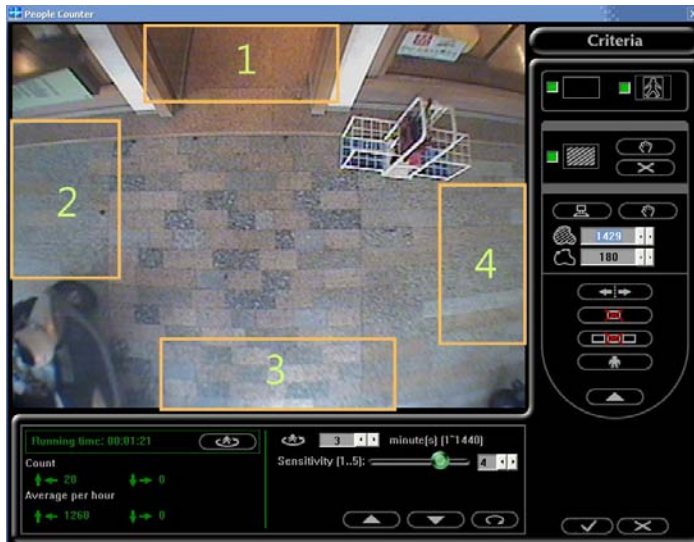 People Counter
Criteria
1
2
4
3
1429
180
Running time: 00:01:21
Count
20 0
Average per hour
1260 0
3 minute(s) (1~1440)
Sensitivity (1..5): 4